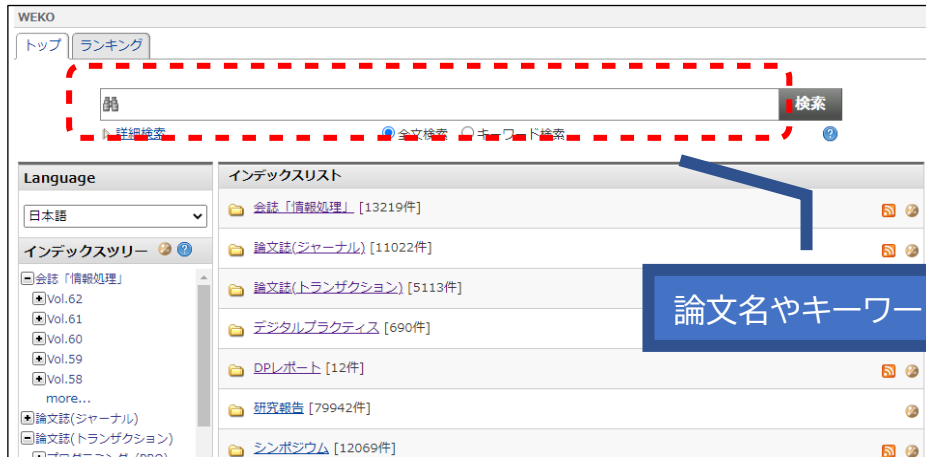 WEKO
トップ ランキング
検索
詳細検索 全文検索 キーワード検索
Language
日本語
インデックスツリー
会誌「情報処理」
Vol.62
Vol.61
Vol.60
Vol.59
Vol.58
more...
論文誌(ジャーナル)
論文誌(トランザクション)
プログラミング (PRO)
インデックスリスト
会誌「情報処理」 [13219件]
論文誌(ジャーナル) [11022件]
論文誌(トランザクション) [5113件]
デジタルプラクティス [690件]
DPレポート [12件]
研究報告 [79942件]
シンポジウム [12069件]
論文名やキーワー